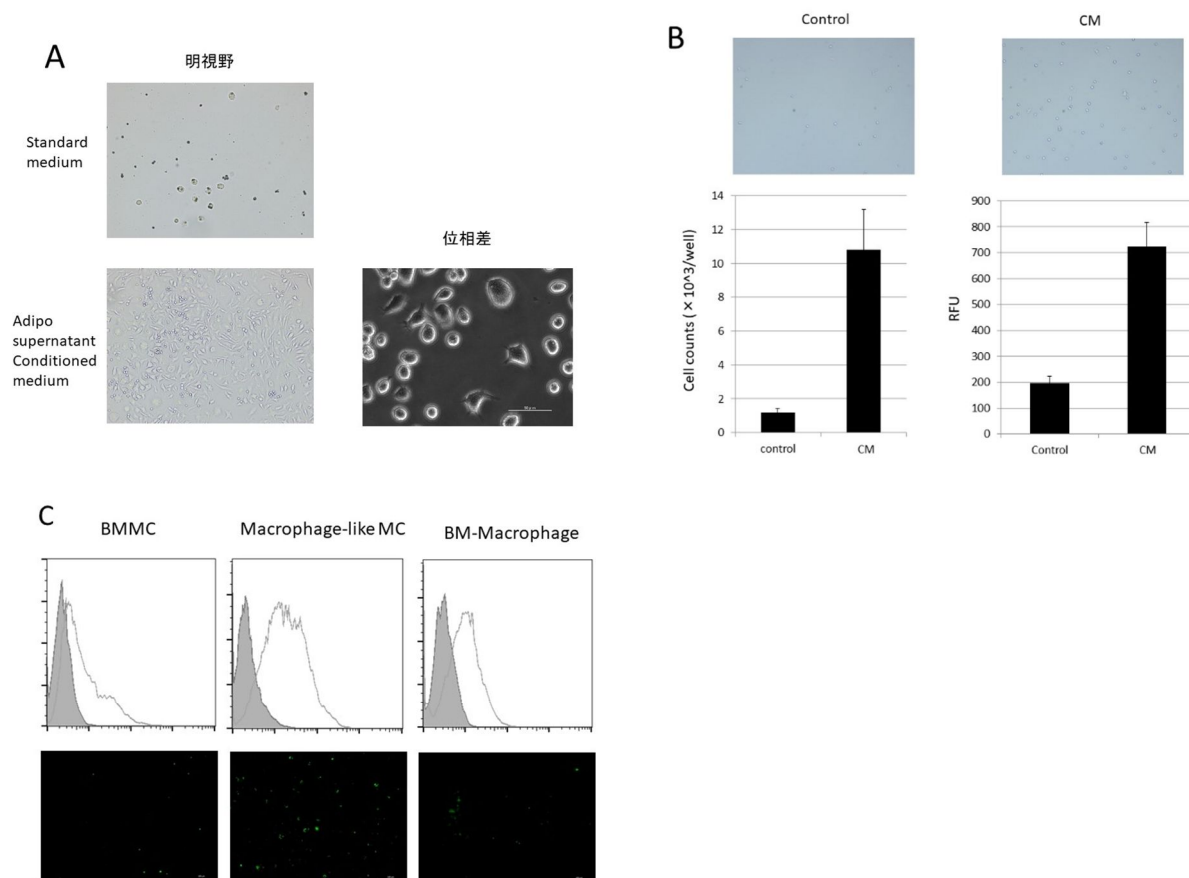 A
明視野
Standard
medium
位相差
Adipo
supernatant
Conditioned
medium
B
Control
CM
Cell counts (×10^3/well)
14
12
10
8
6
4
2
0
control
CM
RFU
900
800
700
600
500
400
300
200
100
0
Control
CM
C
BMMC
Macrophage-like MC
BM-Macrophage